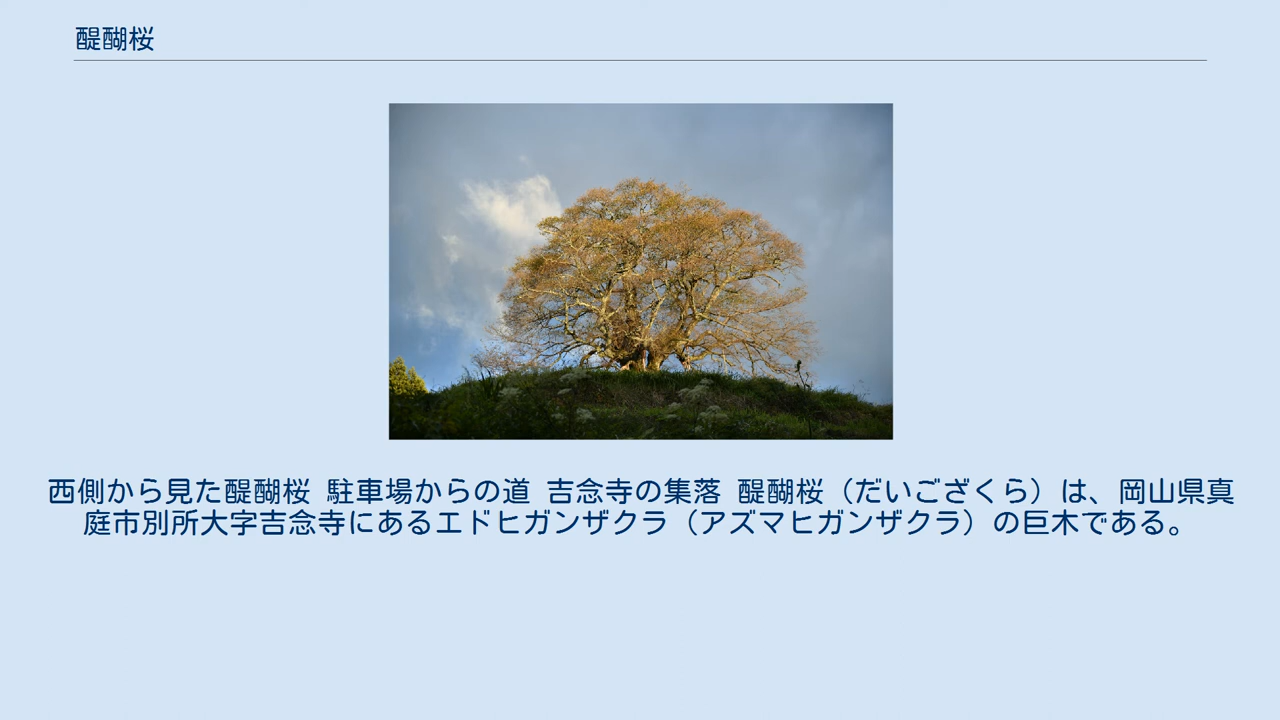 醍醐桜
西側から見た醍醐桜 駐車場からの道 吉念寺の集落 醍醐桜（だいござくら）は、岡山県真
庭市別所大字吉念寺にあるエドヒガンザクラ（アズマヒガンザクラ）の巨木である。